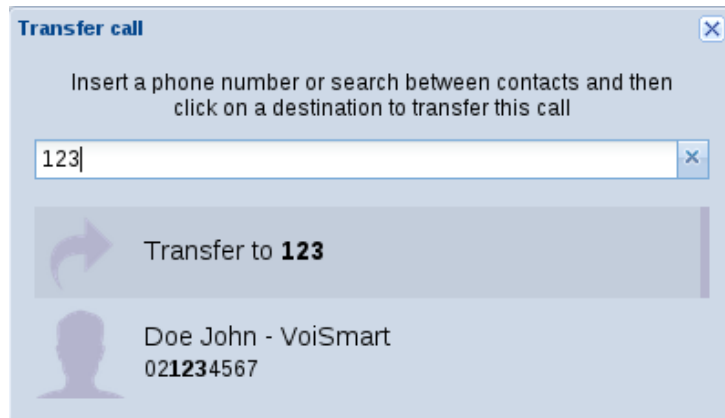 Transfer call
Insert a phone number or search between contacts and then
click on a destination to transfer this call
123
Transfer to 123
Doe John - VoiSmart
021234567